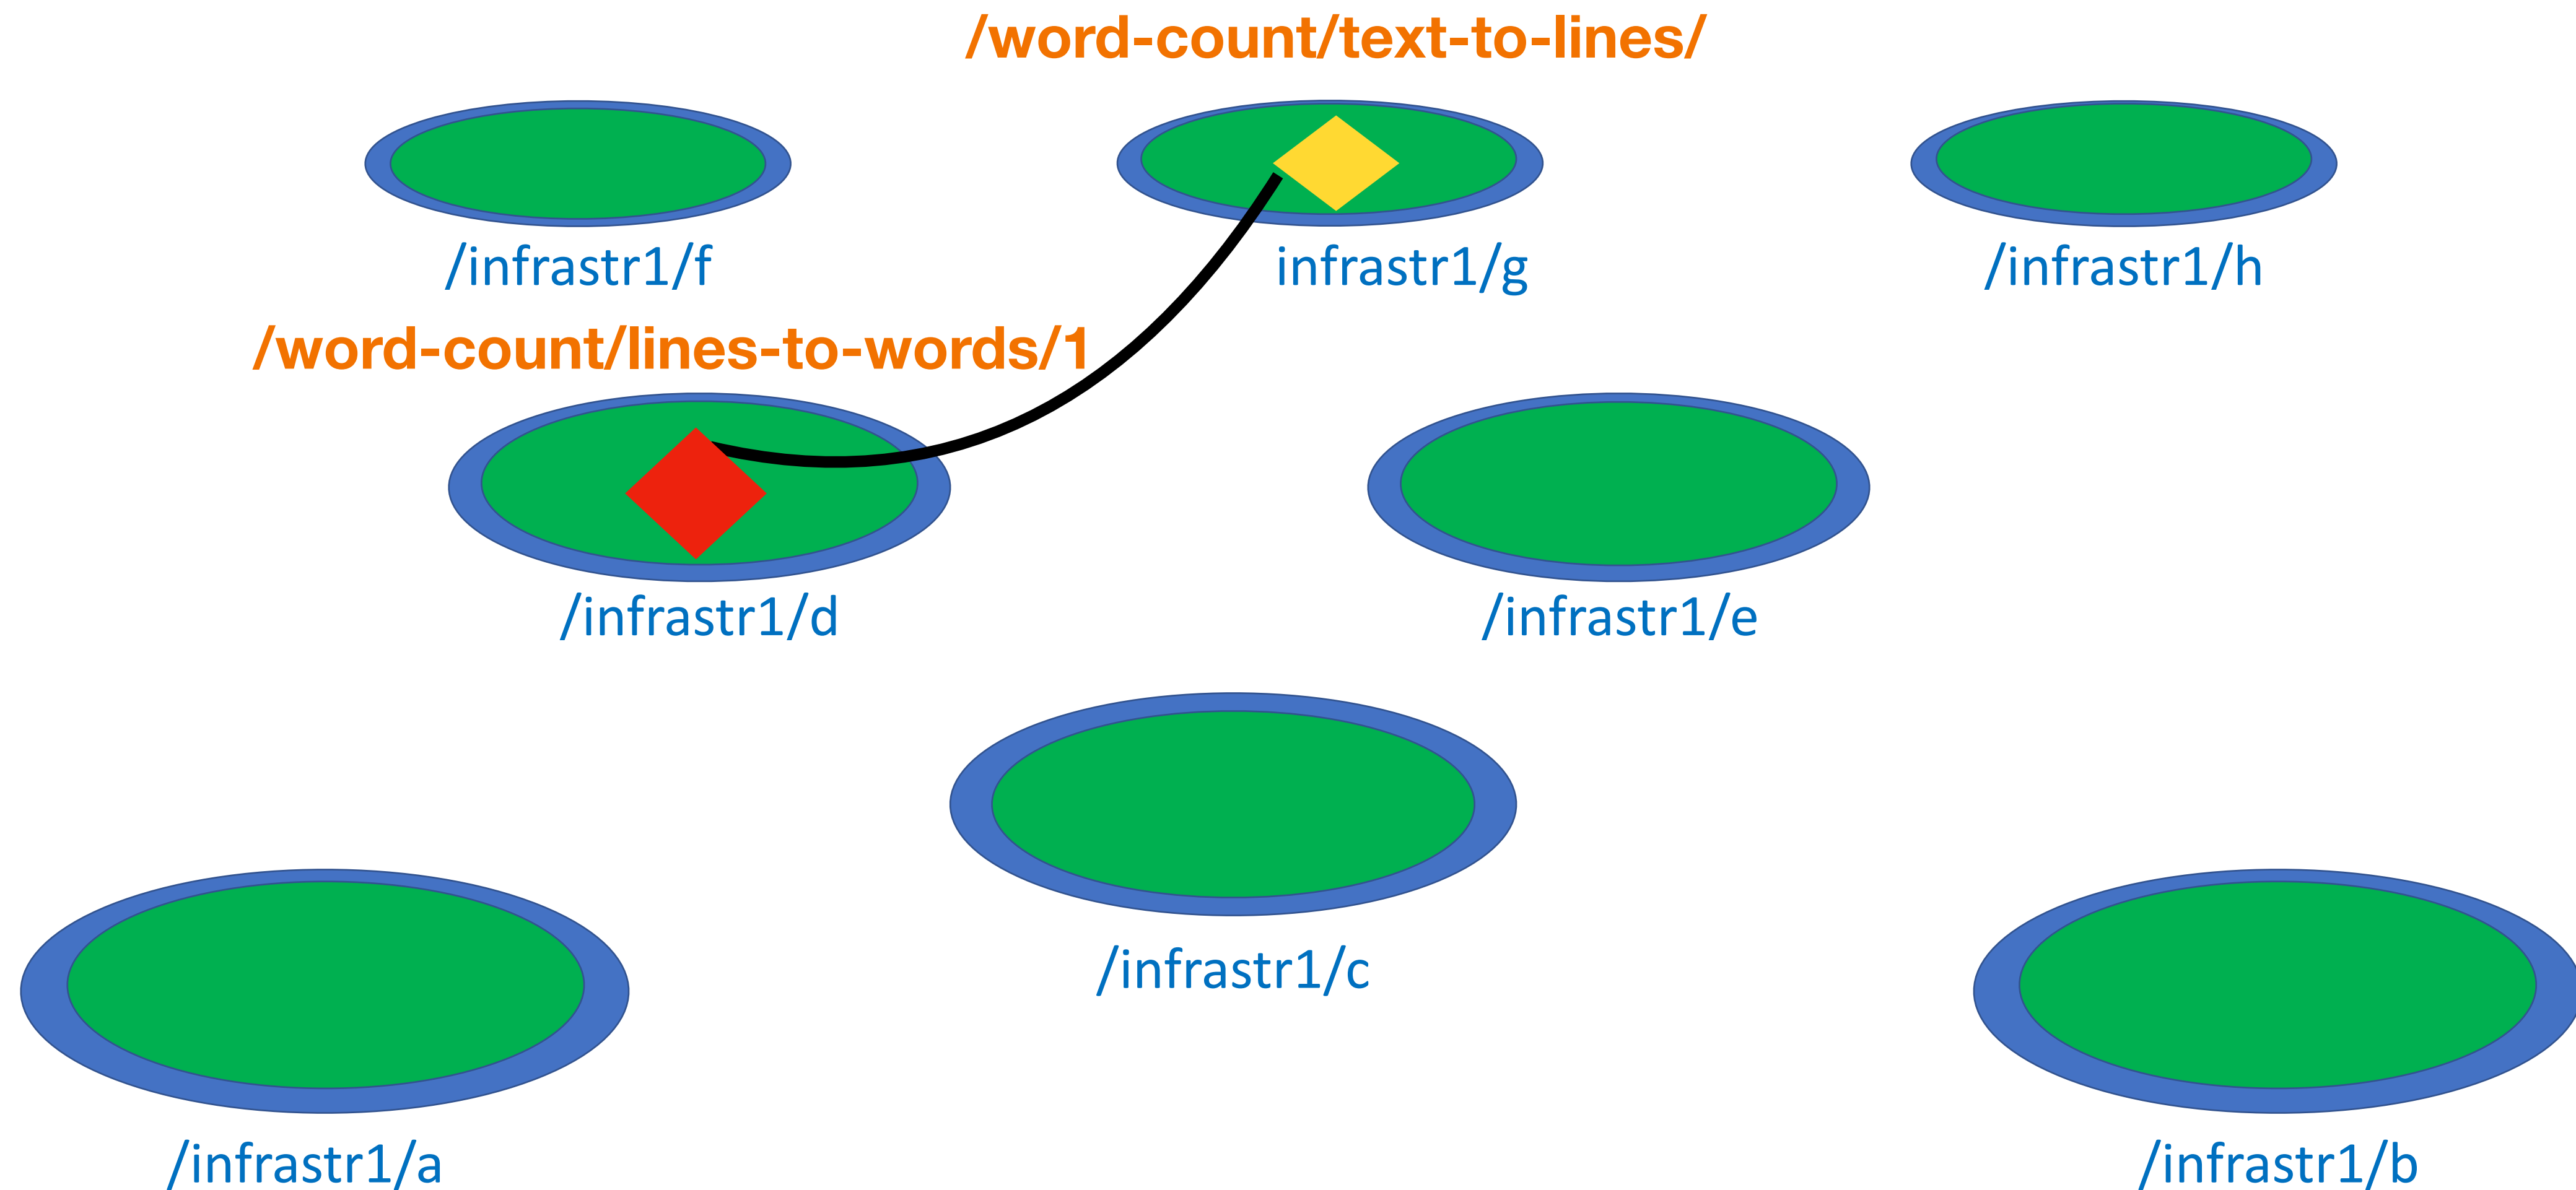 /word-count/text-to-lines/
/infrastr1/f
infrastr1/g
/infrastr1/h
/word-count/lines-to-words/1
/infrastr1/d
/infrastr1/e
/infrastr1/c
/infrastr1/a
/infrastr1/b